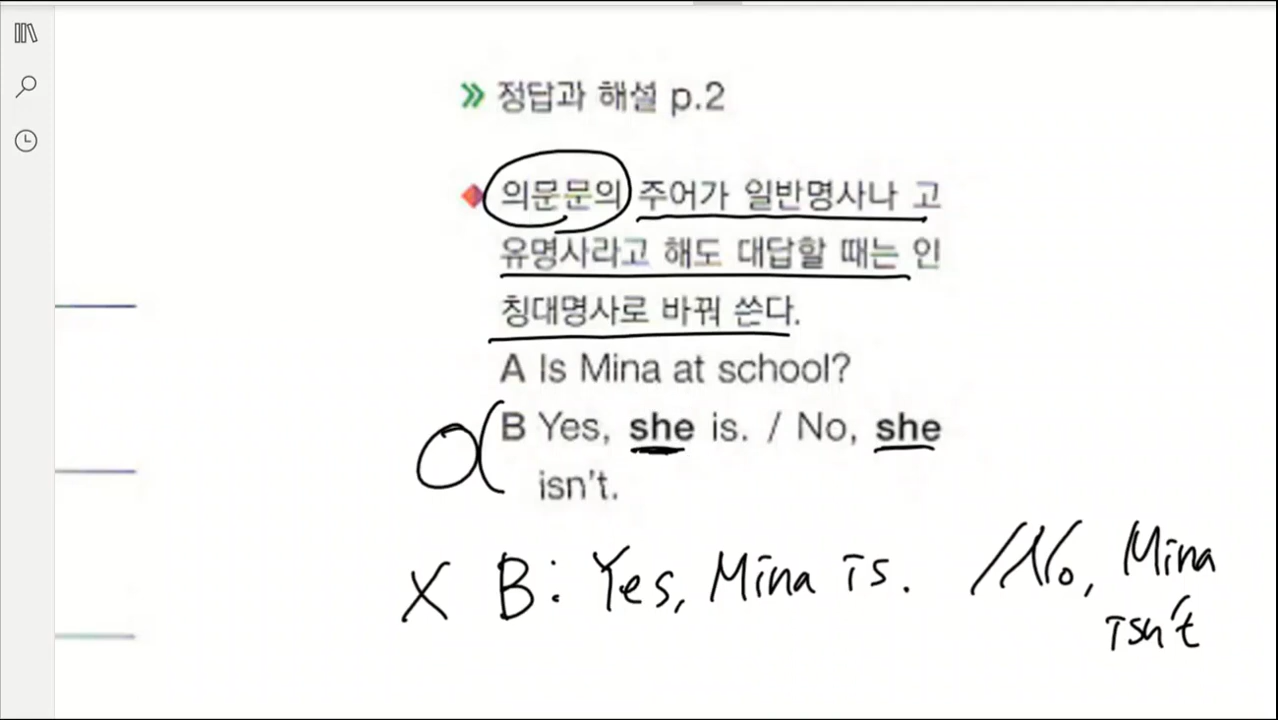 » 정답과 해설 p.2
의문문의 주어가 일반명사나 고
유명사라고 해도 대답할 때는 인
칭대명사로 바꿔 쓴다.
A Is Mina at school?
B Yes, she is. / No, she
isn't.
X B: Yes, Mina is. / No, Mina
isn't